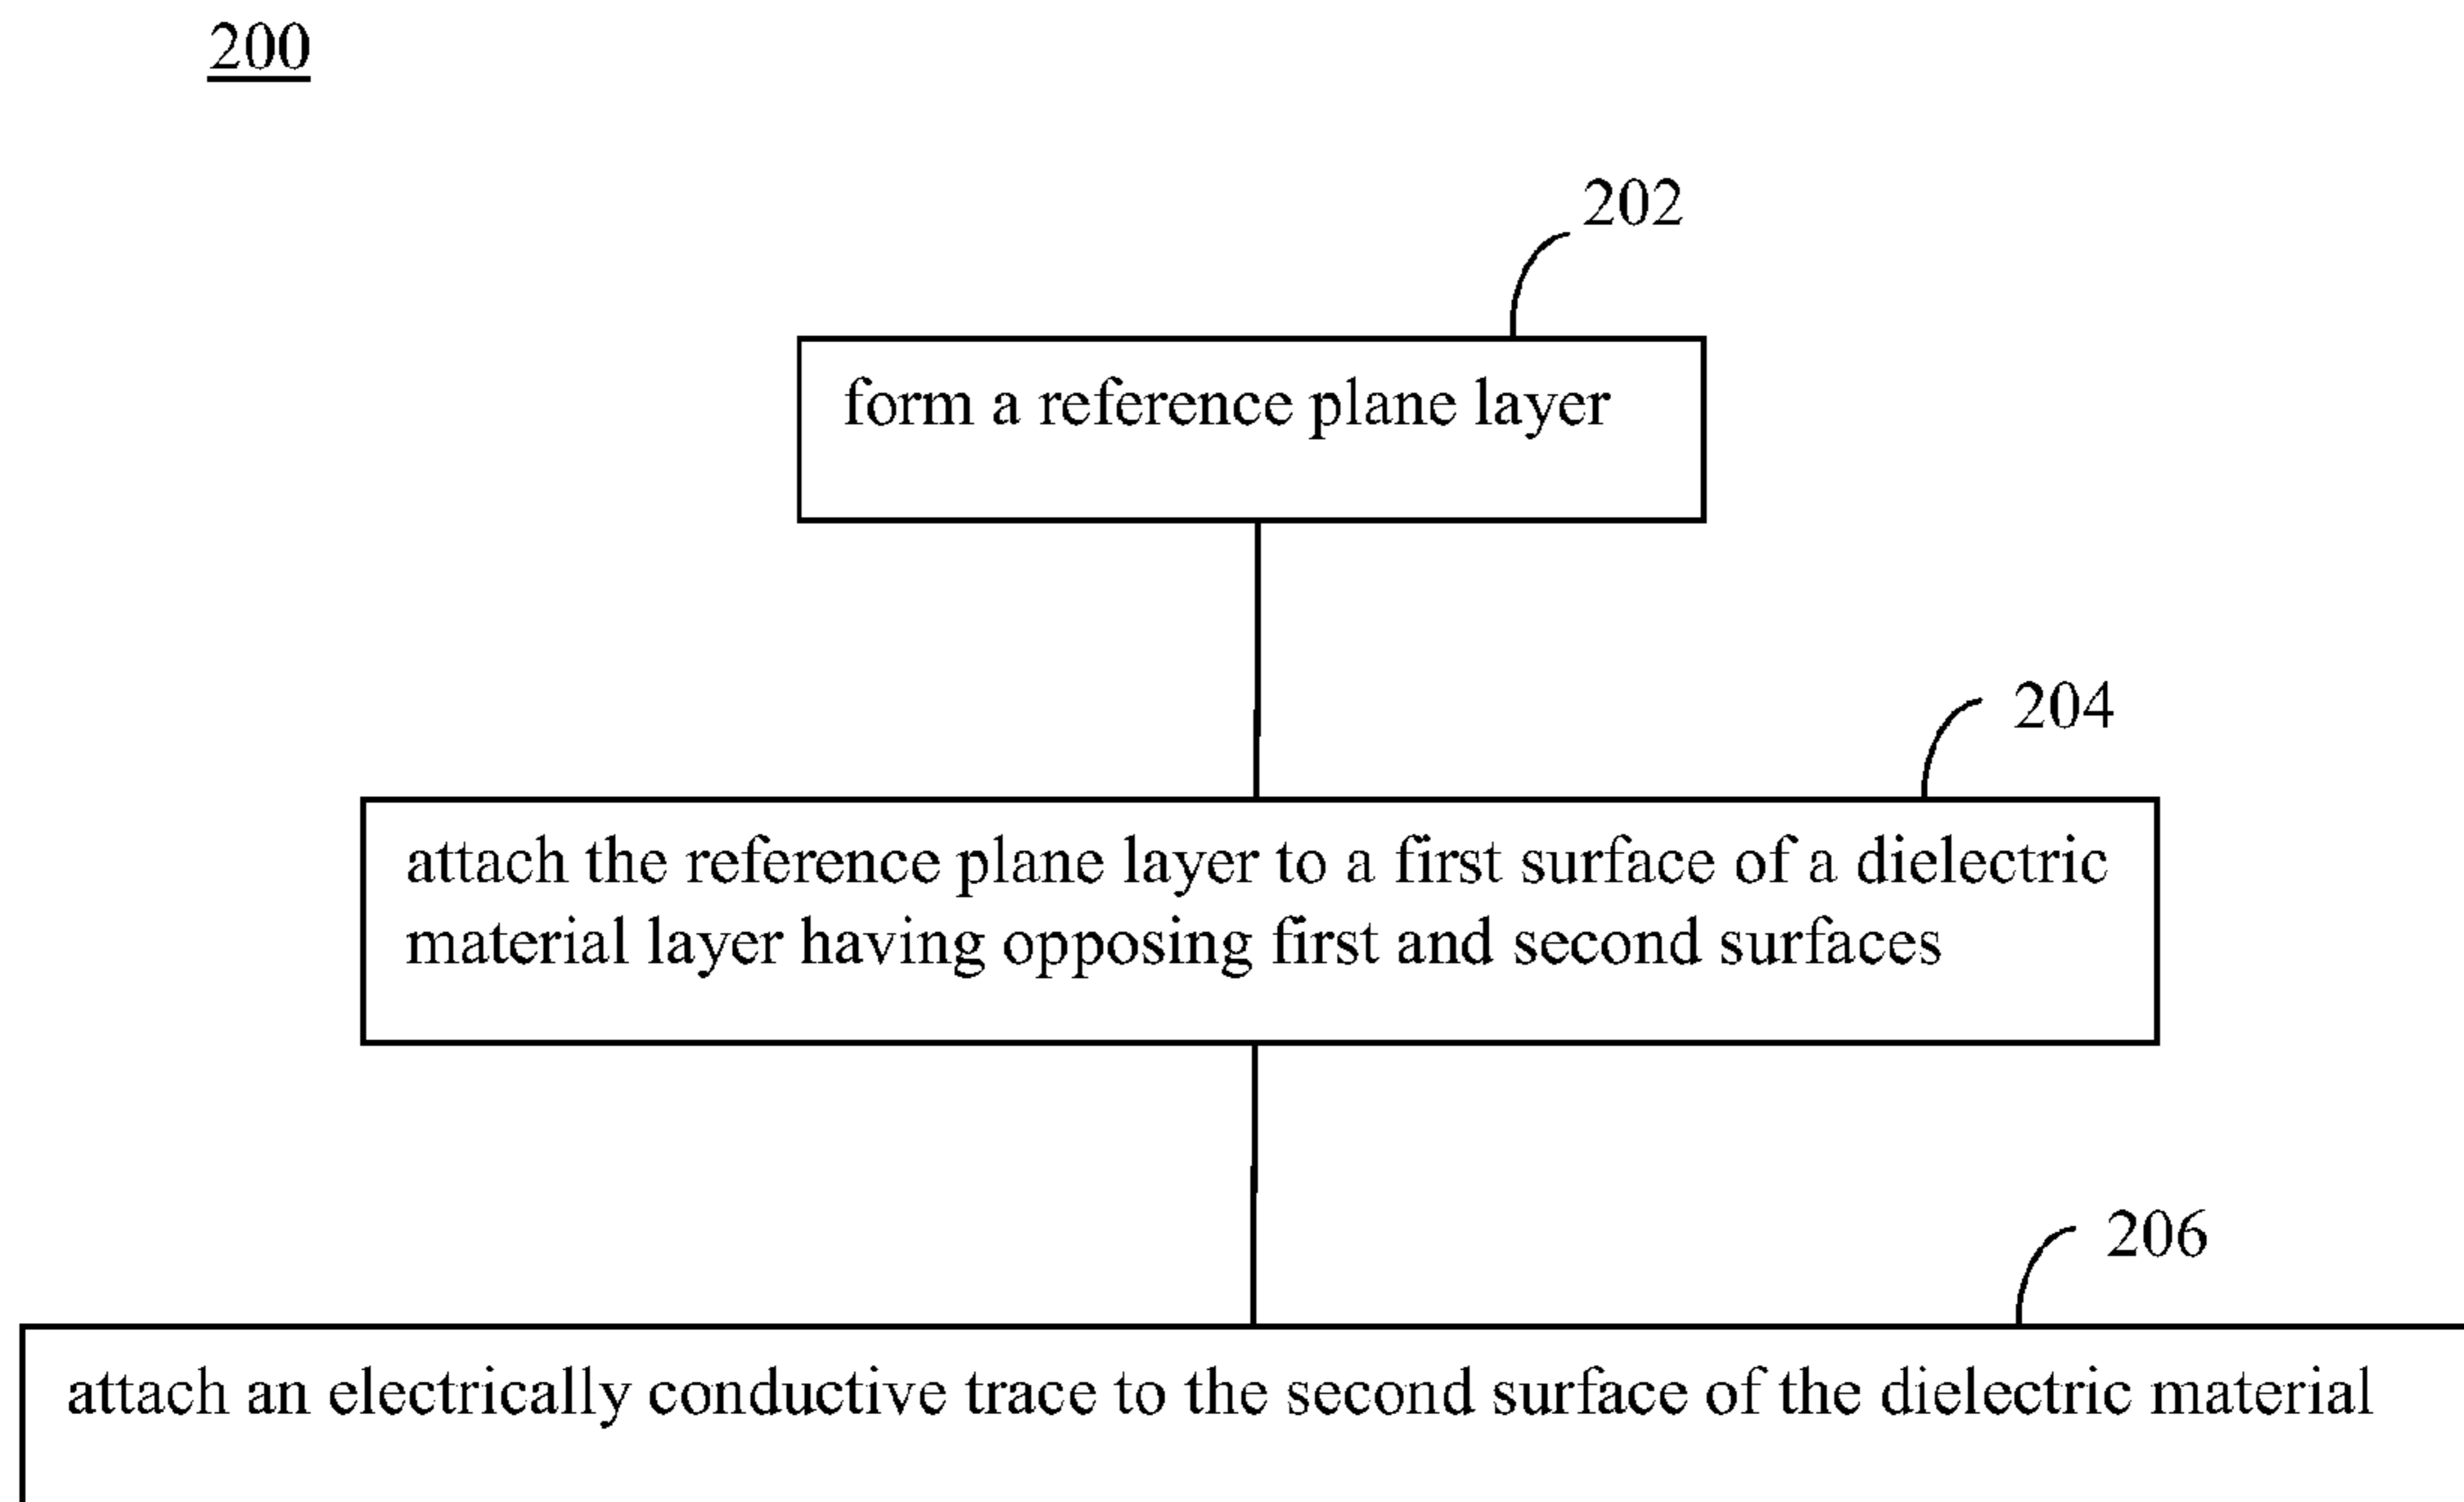 200
202
form a reference plane layer
204
attach the reference plane layer to a first surface of a dielectric
material layer having opposing first and second surfaces
206
attach an electrically conductive trace to the second surface of the dielectric material